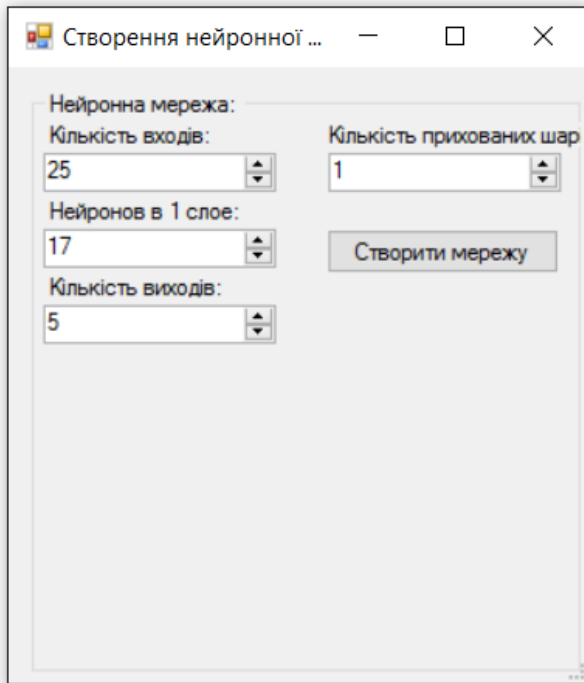 Створення нейронної ...
Нейронна мережа:
Кількість входів:
25
Нейронов в 1 слое:
17
Кількість виходів:
5
Кількість прихованих шар
1
Створити мережу